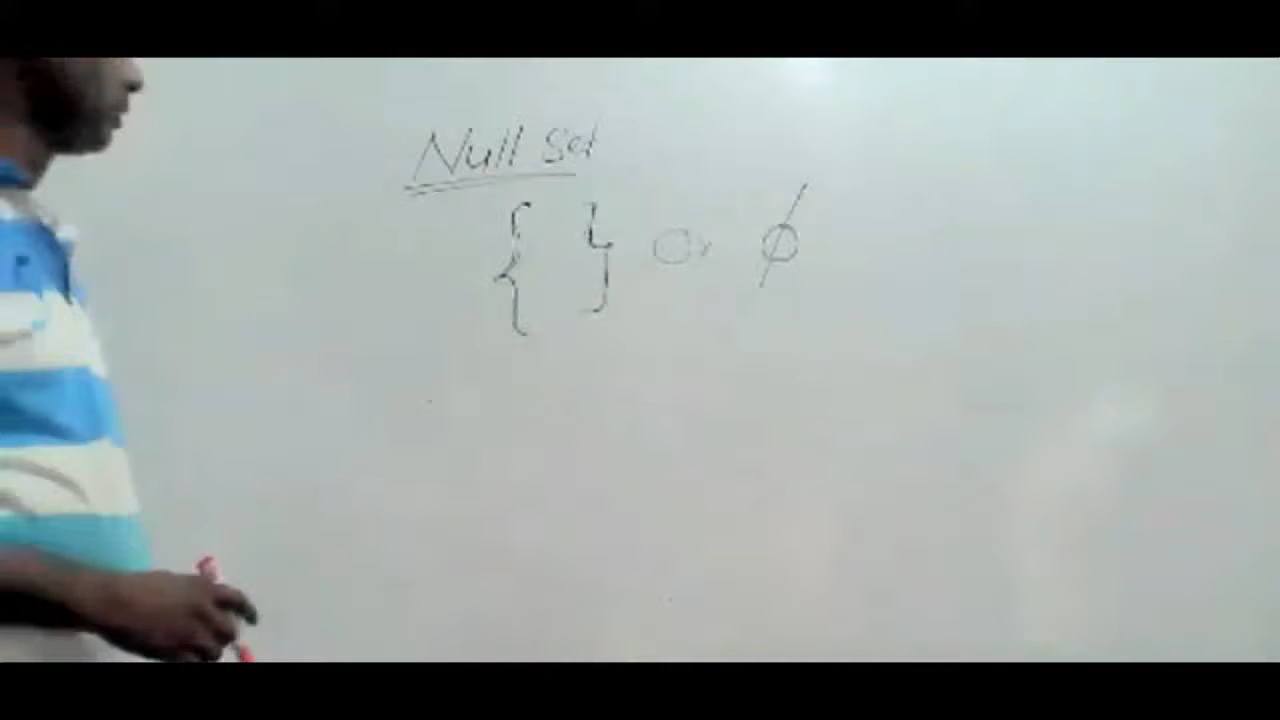 Null Set
{ } Or ϕ